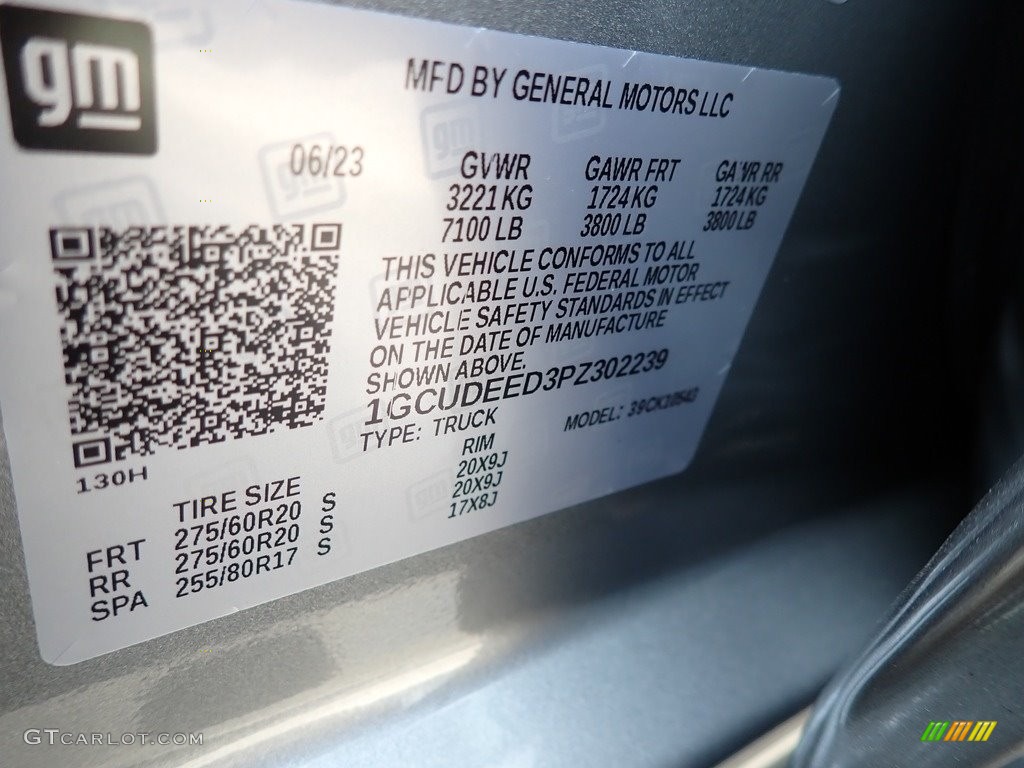 gm
MFD BY GENERAL MOTORS LLC
06/23
GVWR GAWR FRT GAWR RR
3221 KG 1724 KG 1724 KG
7100 LB 3800 LB 3800 LB
THIS VEHICLE CONFORMS TO ALL
APPLICABLE U.S. FEDERAL MOTOR
VEHICLE SAFETY STANDARDS IN EFFECT
ON THE DATE OF MANUFACTURE
SHOWN ABOVE.
1GCUDEED3PZ302239
TYPE: TRUCK MODEL: 39CK10543
130H
TIRE SIZE RIM
FRT 275/60R20 S 20X9J
RR 275/60R20 S 20X9J
SPA 255/80R17 S 17X8J
GTCARLOT.COM